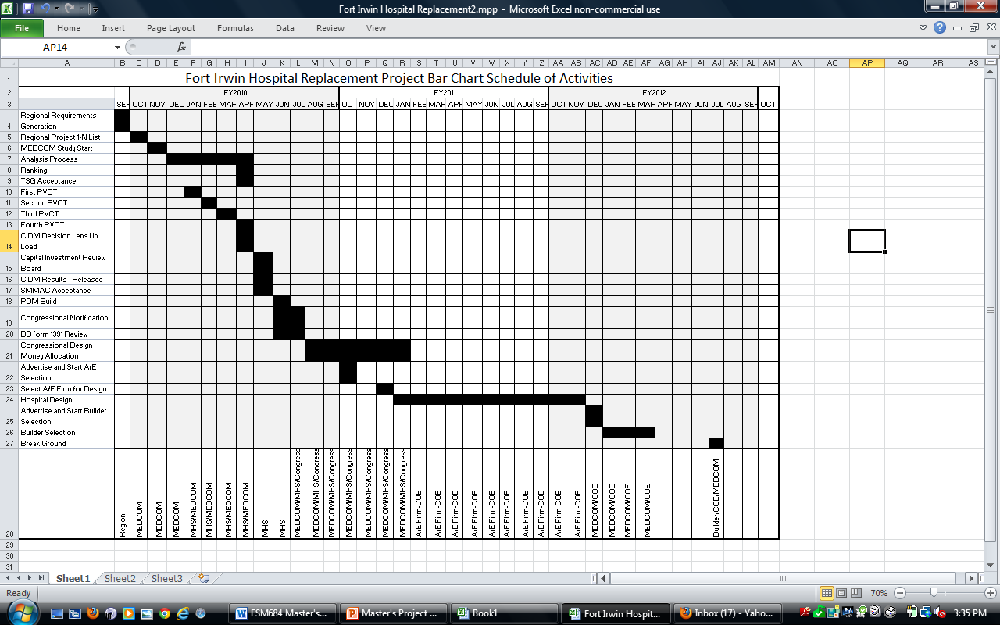 Fort Irwin Hospital Replacement2.mpp - Microsoft Excel non-commercial use
File Home Insert Page Layout Formulas Data Review View
AP14 fx
A B C D E F G H I J K L M N O P Q R S T U V W X Y Z AA AB AC AD AE AF AG AH AI AJ AK AL AM AN AO AP AQ AR AS
1 Fort Irwin Hospital Replacement Project Bar Chart Schedule of Activities
2 FY2010 FY2011 FY2012
3 SEP OCT NOV DEC JAN FEE MAF APF MAY JUN JUL AUG SEP OCT NOV DEC JAN FEE MAF APF MAY JUN JUL AUG SEP OCT NOV DEC JAN FEE MAF APF MAY JUN JUL AUG SEP OCT
Regional Requirements
4 Generation
5 Regional Project 1-N List
6 MEDCOM Study Start
7 Analysis Process
8 Ranking
9 TSG Acceptance
10 First PVCT
11 Second PVCT
12 Third PVCT
13 Fourth PVCT
CIDM Decision Lens Up
14 Load
Capital Investment Review
15 Board
16 CIDM Results - Released
17 SMMAC Acceptance
18 POM Build
19 Congressional Notification
20 DD form 1391 Review
Congressional Design
21 Money Allocation
Advertise and Start A/E
22 Selection
23 Select A/E Firm for Design
24 Hospital Design
Advertise and Start Builder
25 Selection
26 Builder Selection
27 Break Ground
28
Region
MEDCOM
MEDCOM
MEDCOM
MHS/MEDCOM
MHS/MEDCOM
MHS/MEDCOM
MHS/MEDCOM
MHS
MHS
MEDCOM/MHS/Congress
MEDCOM/MHS/Congress
MEDCOM/MHS/Congress
MEDCOM/MHS/Congress
MEDCOM/MHS/Congress
MEDCOM/MHS/Congress
MEDCOM/MHS/Congress
A/E Firm-COE
A/E Firm-COE
A/E Firm-COE
A/E Firm-COE
A/E Firm-COE
A/E Firm-COE
A/E Firm-COE
A/E Firm-COE
A/E Firm-COE
A/E Firm-COE
MEDCOM/COE
MEDCOM/COE
MEDCOM/COE
MEDCOM/COE
Builder/COE/MEDCOM
29
30
31
Sheet1 Sheet2 Sheet3
Ready 70%
ESM684 Master's... Master's Project ... Book1 Fort Irwin Hospit... Inbox (17) - Yaho... 3:35 PM